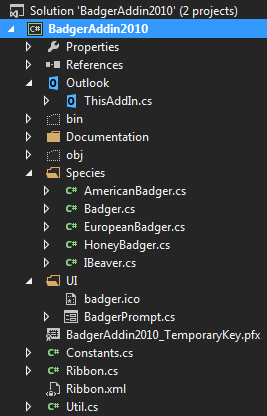 Solution 'BadgerAddin2010' (2 projects)
C# BadgerAddin2010
Properties
References
Outlook
C# ThisAddIn.cs
bin
Documentation
obj
Species
C# AmericanBadger.cs
C# Badger.cs
C# EuropeanBadger.cs
C# HoneyBadger.cs
C# IBeaver.cs
UI
badger.ico
BadgerPrompt.cs
BadgerAddin2010_TemporaryKey.pfx
C# Constants.cs
C# Ribbon.cs
Ribbon.xml
C# Util.cs